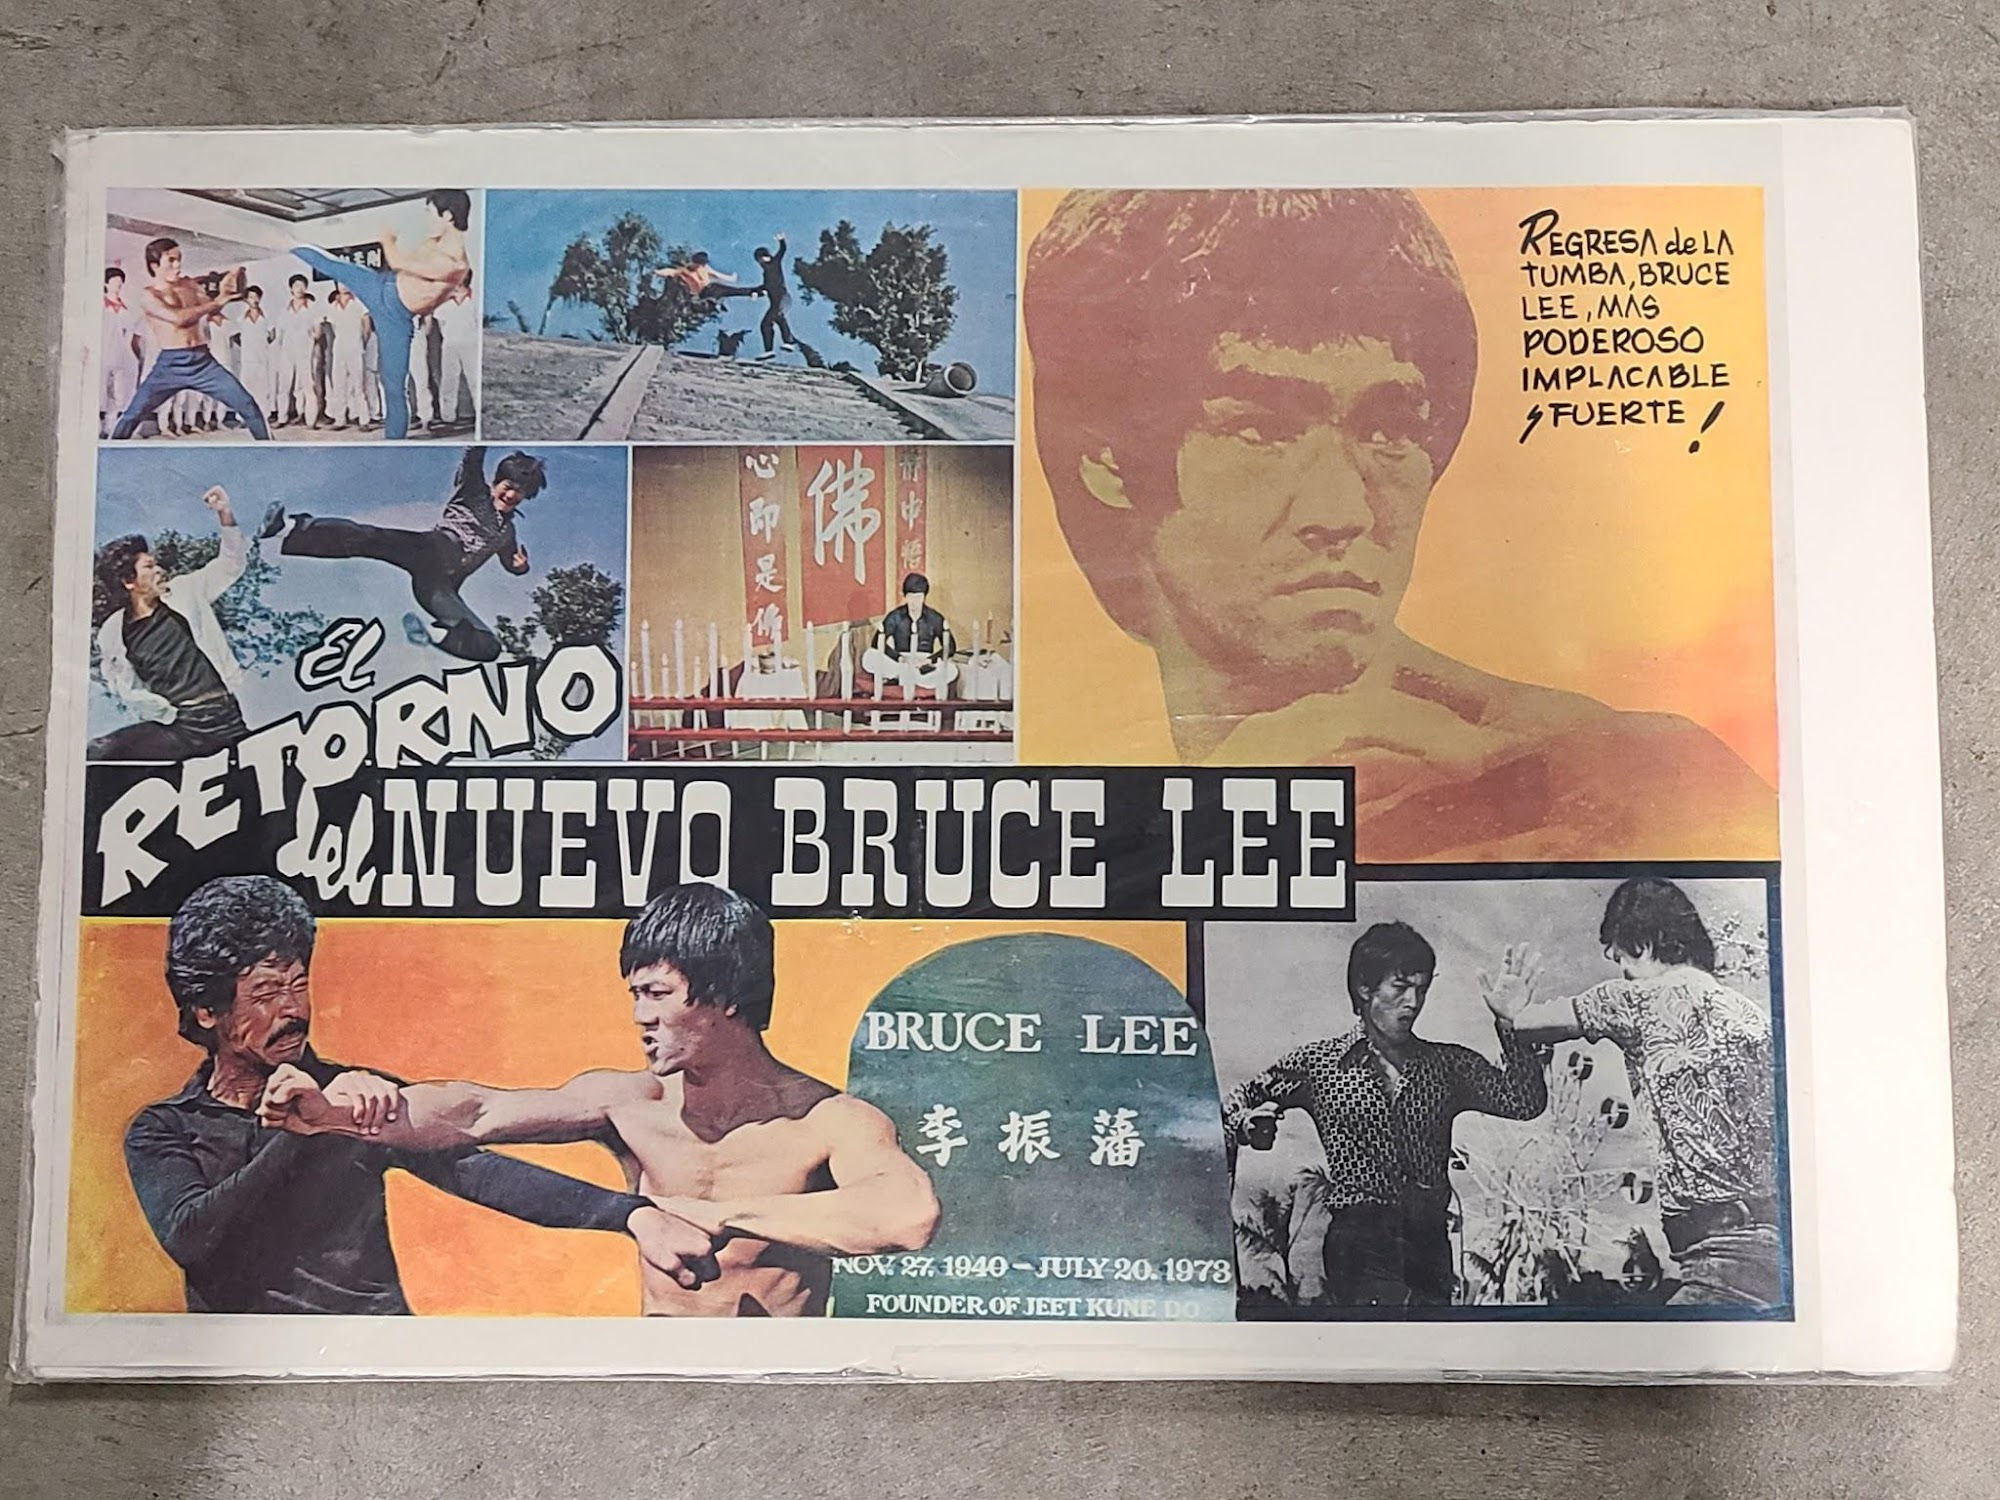 REGRESA de LA
TUMBA, BRUCE
LEE, MAS
PODEROSO
IMPLACABLE
y FUERTE!
心即是佛
佛
El
RETORNO
del NUEVO BRUCE LEE
BRUCE LEE
李 振 藩
NOV. 27. 1940 – JULY 20. 1973
FOUNDER OF JEET KUNE DO